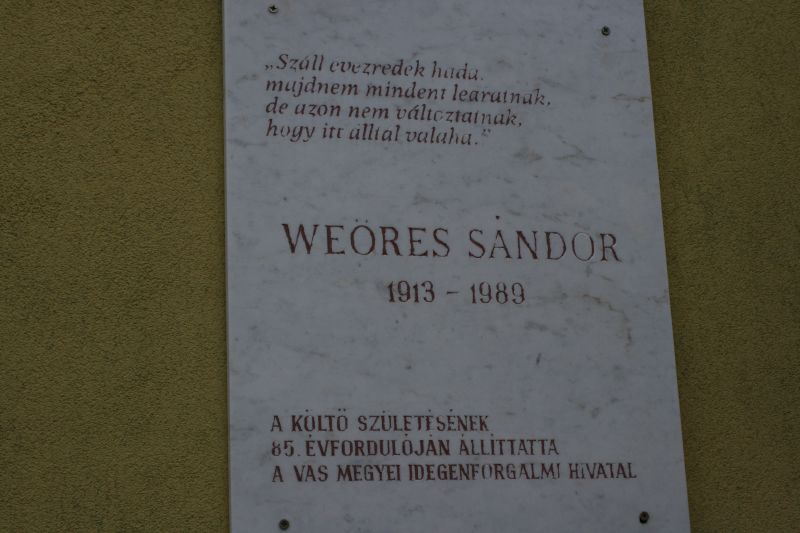 „Száll évezredek hada,
majdnem mindent learatnak,
de azon nem változtatnak,
hogy itt álltál valaha."
WEÖRES SÁNDOR
1913 - 1989
A KÖLTŐ SZÜLETÉSÉNEK
85. ÉVFORDULÓJÁN ÁLLÍTTATTA
A VAS MEGYEI IDEGENFORGALMI HIVATAL